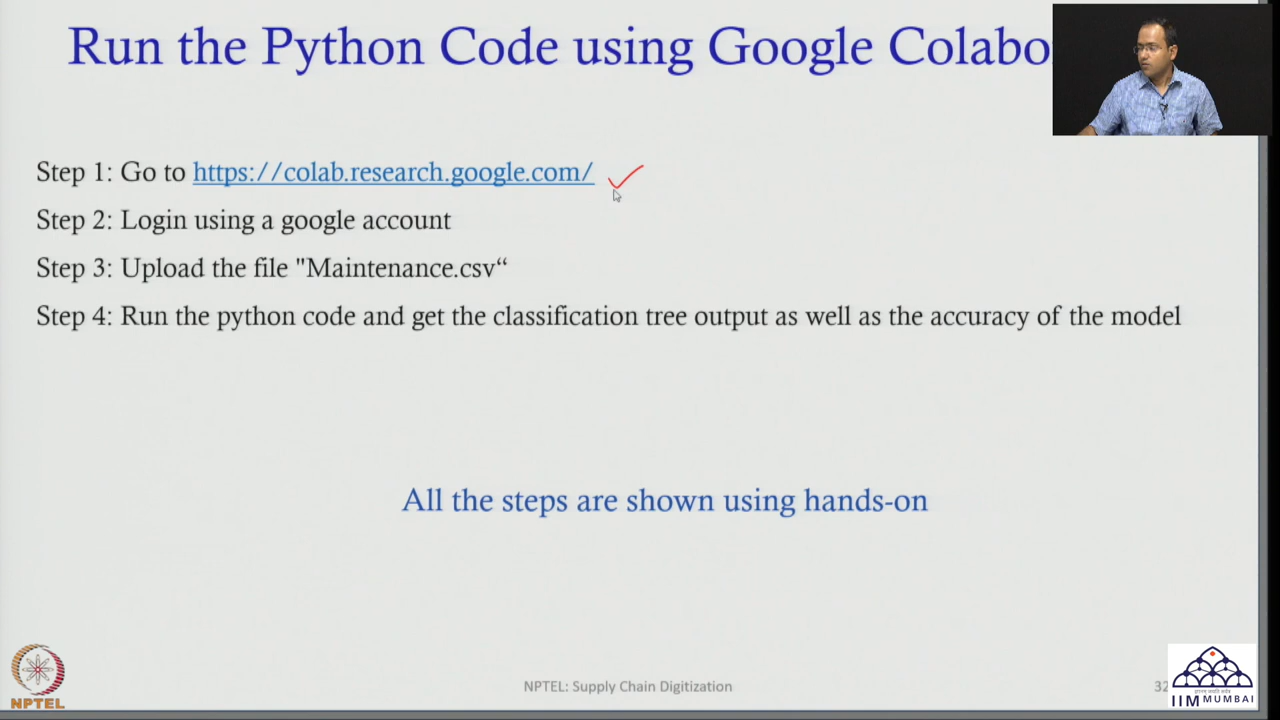 Run the Python Code using Google Colabo
Step 1: Go to https://colab.research.google.com/
Step 2: Login using a google account
Step 3: Upload the file "Maintenance.csv“
Step 4: Run the python code and get the classification tree output as well as the accuracy of the model
All the steps are shown using hands-on
NPTEL
NPTEL: Supply Chain Digitization
32
IIM MUMBAI